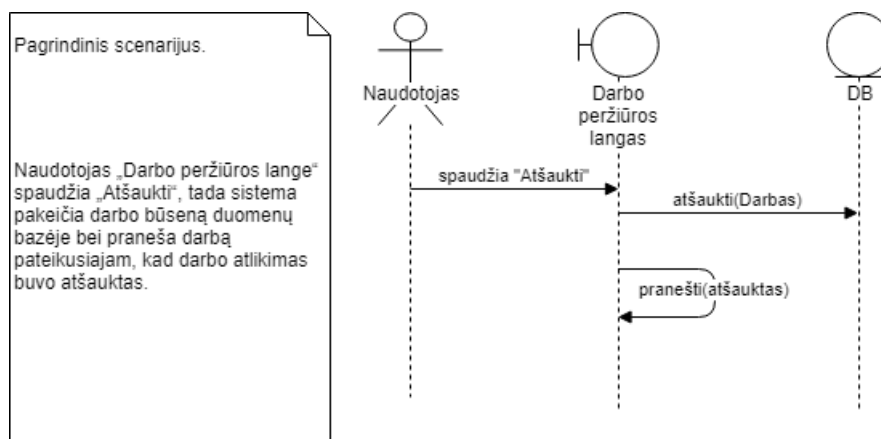 Pagrindinis scenarijus.
Naudotojas „Darbo peržiūros lange“
spaudžia „Atšaukti“, tada sistema
pakeičia darbo būseną duomenų
bazėje bei praneša darbą
pateikusiajam, kad darbo atlikimas
buvo atšauktas.
Naudotojas
Darbo
peržiūros
langas
DB
spaudžia "Atšaukti"
atšaukti(Darbas)
pranešti(atšauktas)